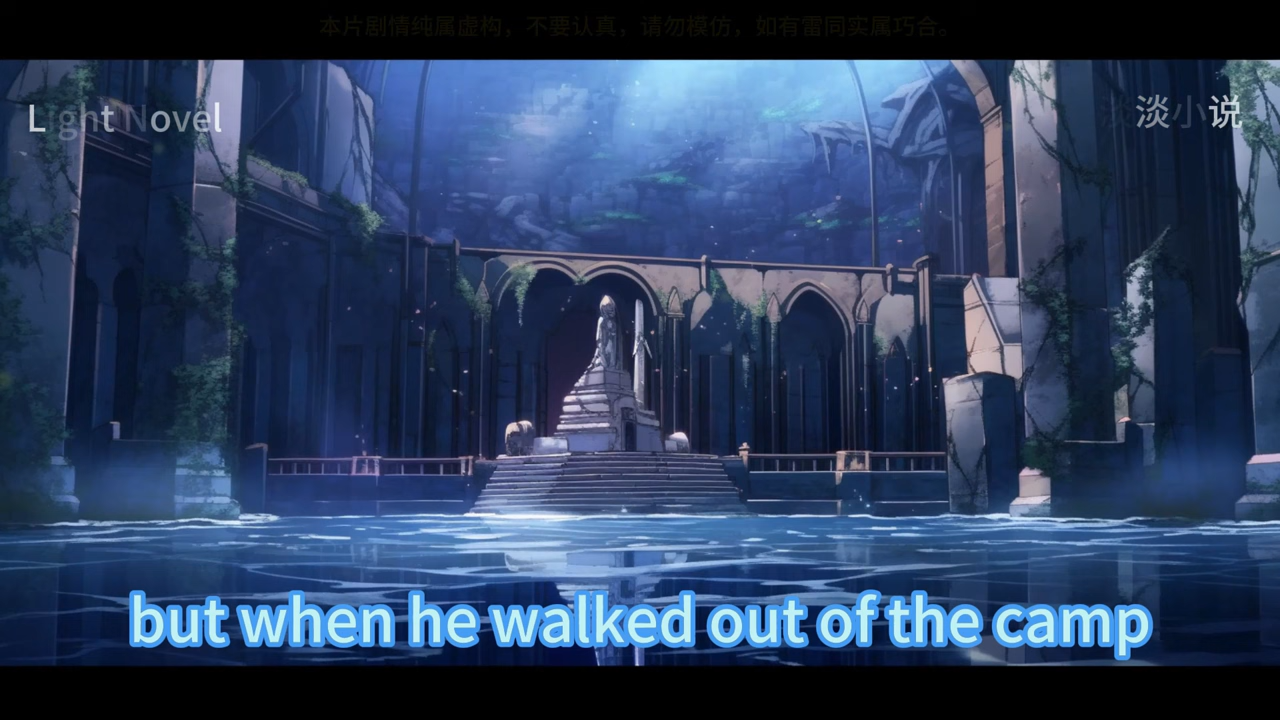 本片剧情纯属虚构，不要认真，请勿模仿，如有雷同实属巧合。
Light Novel
淡淡小说
but when he walked out of the camp